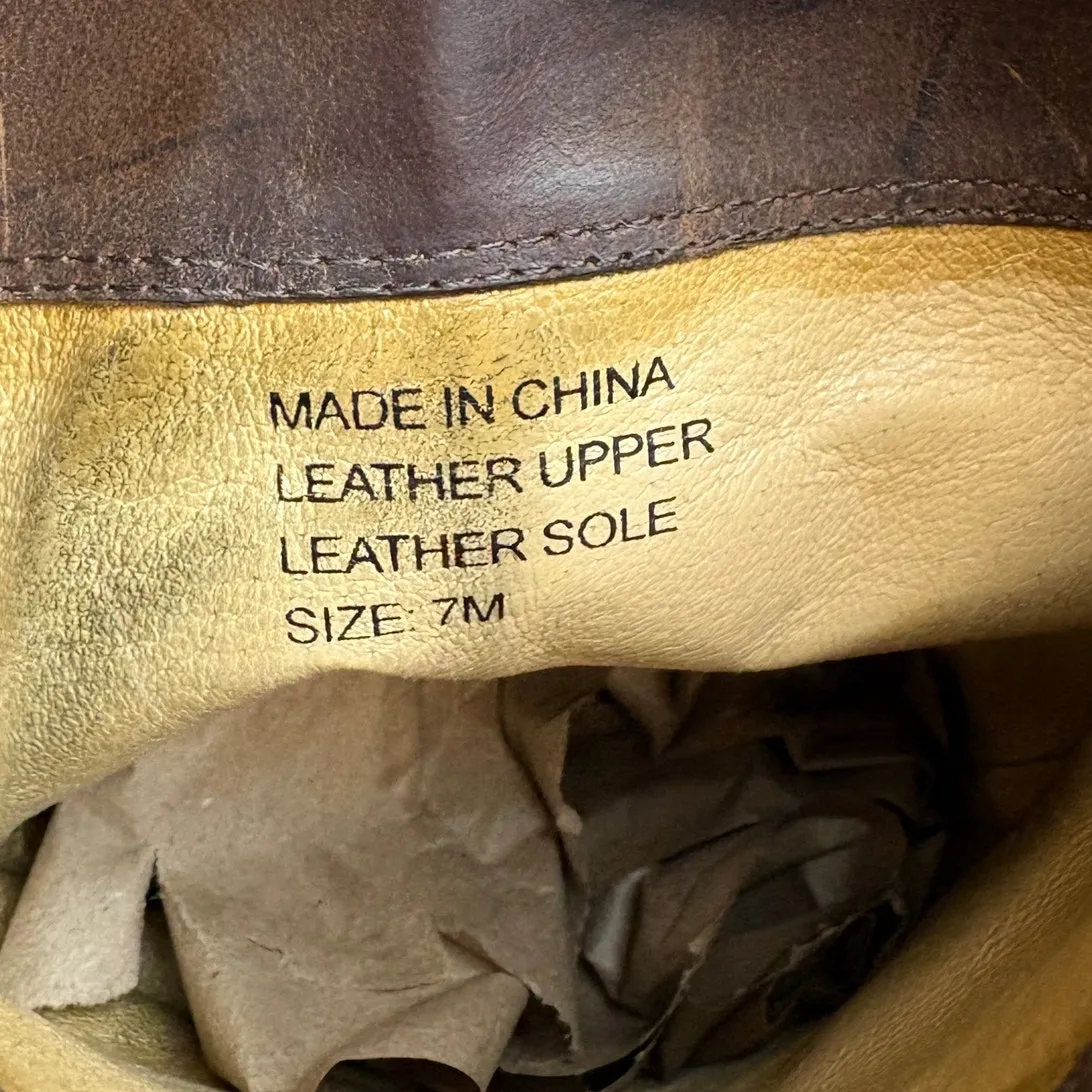 MADE IN CHINA
LEATHER UPPER
LEATHER SOLE
SIZE: 7M